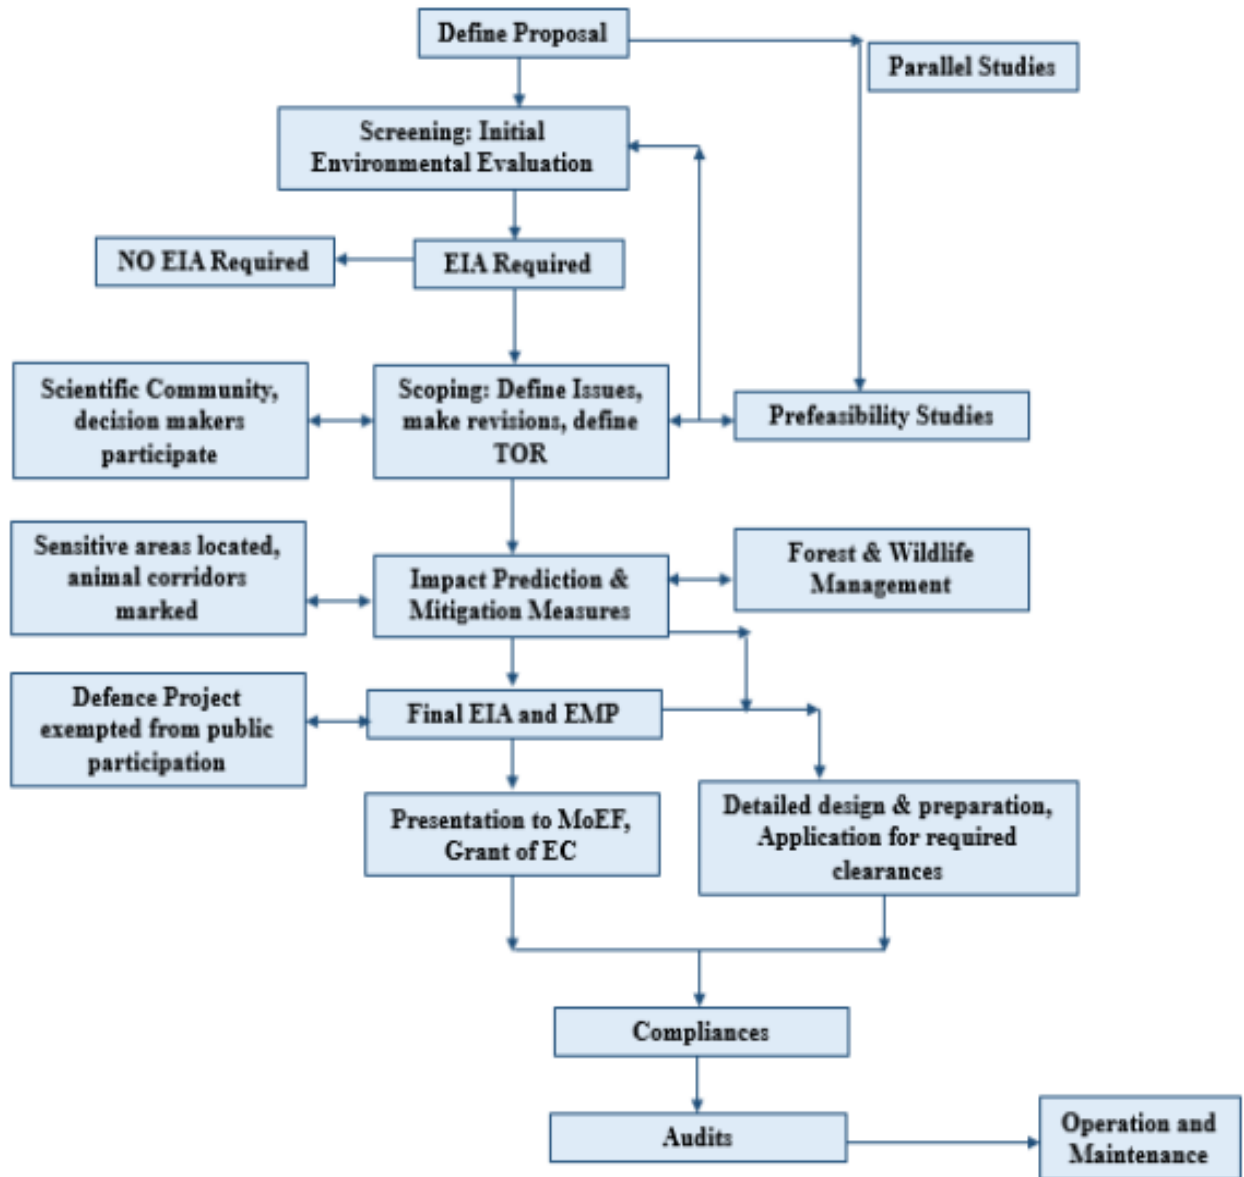 Define Proposal
Parallel Studies
Screening: Initial
Environmental Evaluation
NO EIA Required
EIA Required
Scientific Community,
decision makers
participate
Scoping: Define Issues,
make revisions, define
TOR
Prefeasibility Studies
Sensitive areas located,
animal corridors
marked
Impact Prediction &
Mitigation Measures
Forest & Wildlife
Management
Defence Project
exempted from public
participation
Final EIA and EMP
Presentation to MoEF,
Grant of EC
Detailed design & preparation,
Application for required
clearances
Compliances
Audits
Operation and
Maintenance